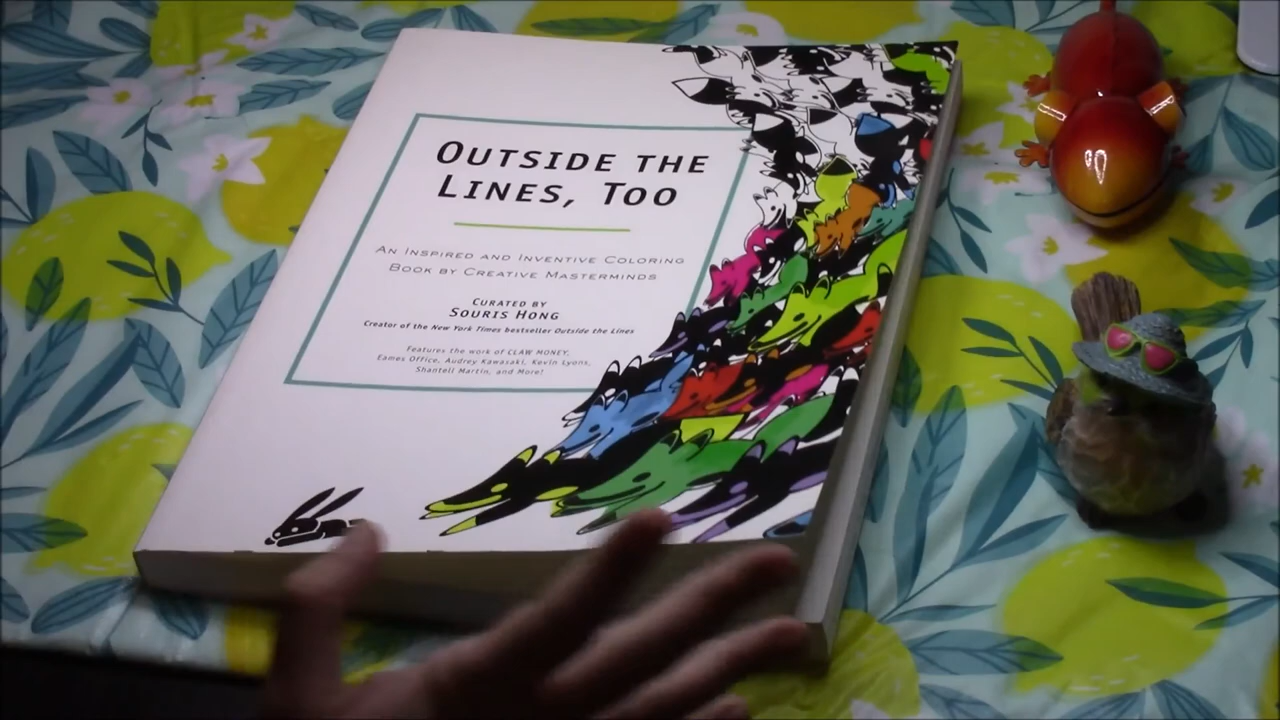 OUTSIDE THE
LINES, TOO
AN INSPIRED AND INVENTIVE COLORING
BOOK BY CREATIVE MASTERMINDS
CURATED BY
SOURIS HONG
Creator of the New York Times bestseller Outside the Lines
Features the work of CLAW MONEY,
Eames Office, Audrey Kawasaki, Kevin Lyons,
Shantell Martin, and More!